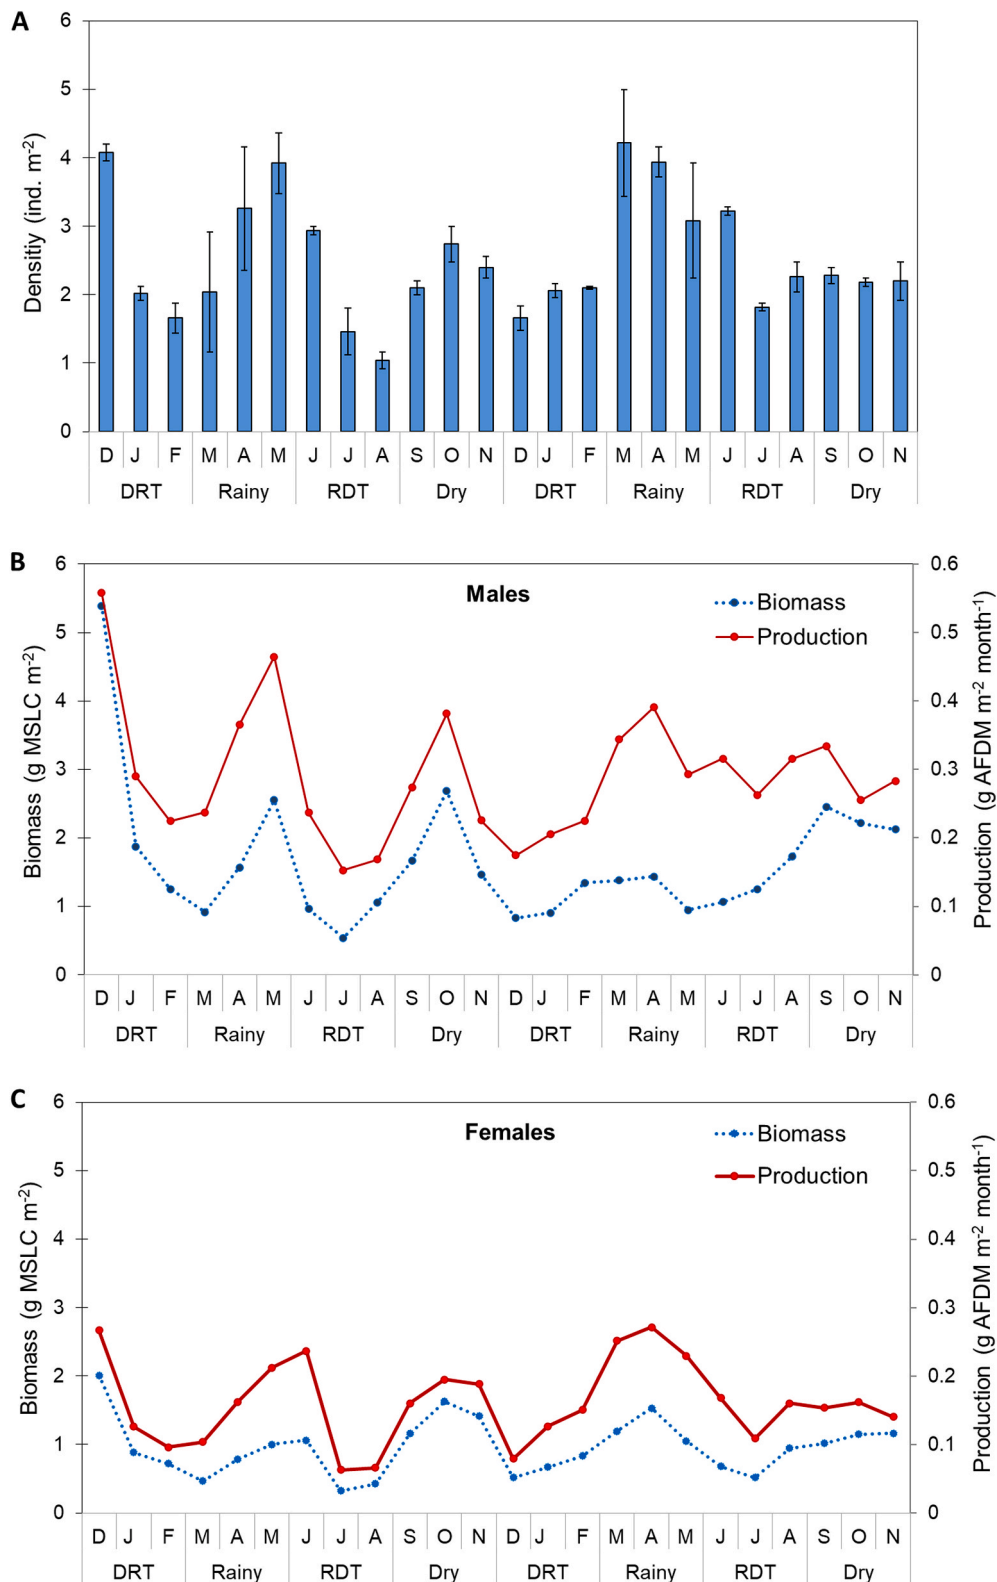 A
Densitiy (ind. m-2)
6
5
4
3
2
1
0
D J F M A M J J A S O N D J F M A M J J A S O N
DRT Rainy RDT Dry DRT Rainy RDT Dry
B
Males
Biomass
Production
Biomass (g MSLC m-2)
6
5
4
3
2
1
0
Production (g AFDM m-2 month-1)
0.6
0.5
0.4
0.3
0.2
0.1
0
D J F M A M J J A S O N D J F M A M J J A S O N
DRT Rainy RDT Dry DRT Rainy RDT Dry
C
Females
Biomass
Production
Biomass (g MSLC m-2)
6
5
4
3
2
1
0
Production (g AFDM m-2 month-1)
0.6
0.5
0.4
0.3
0.2
0.1
0
D J F M A M J J A S O N D J F M A M J J A S O N
DRT Rainy RDT Dry DRT Rainy RDT Dry